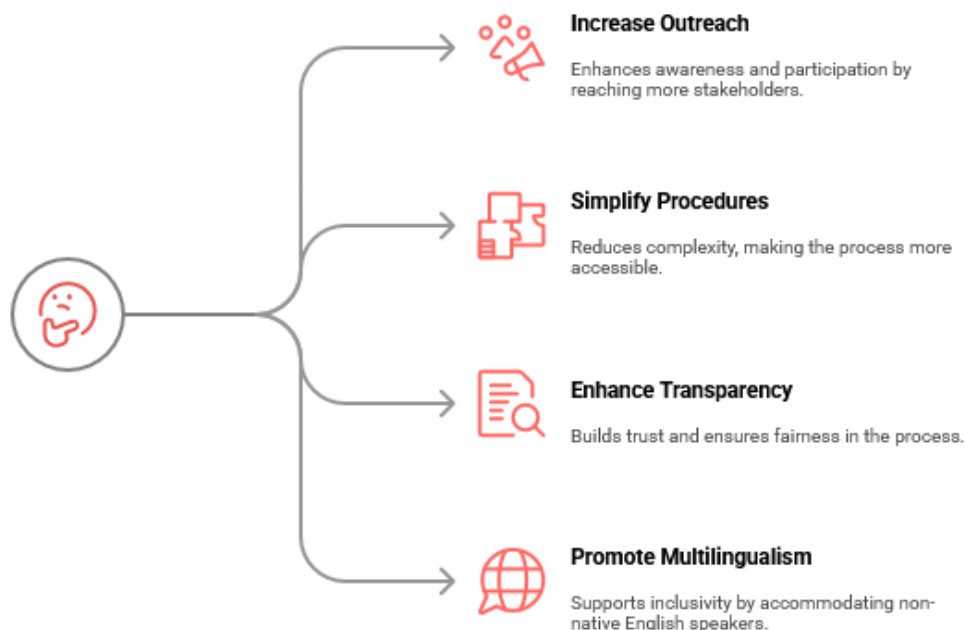 Increase Outreach
Enhances awareness and participation by
reaching more stakeholders.
Simplify Procedures
Reduces complexity, making the process more
accessible.
Enhance Transparency
Builds trust and ensures fairness in the process.
Promote Multilingualism
Supports inclusivity by accommodating non-
native English speakers.